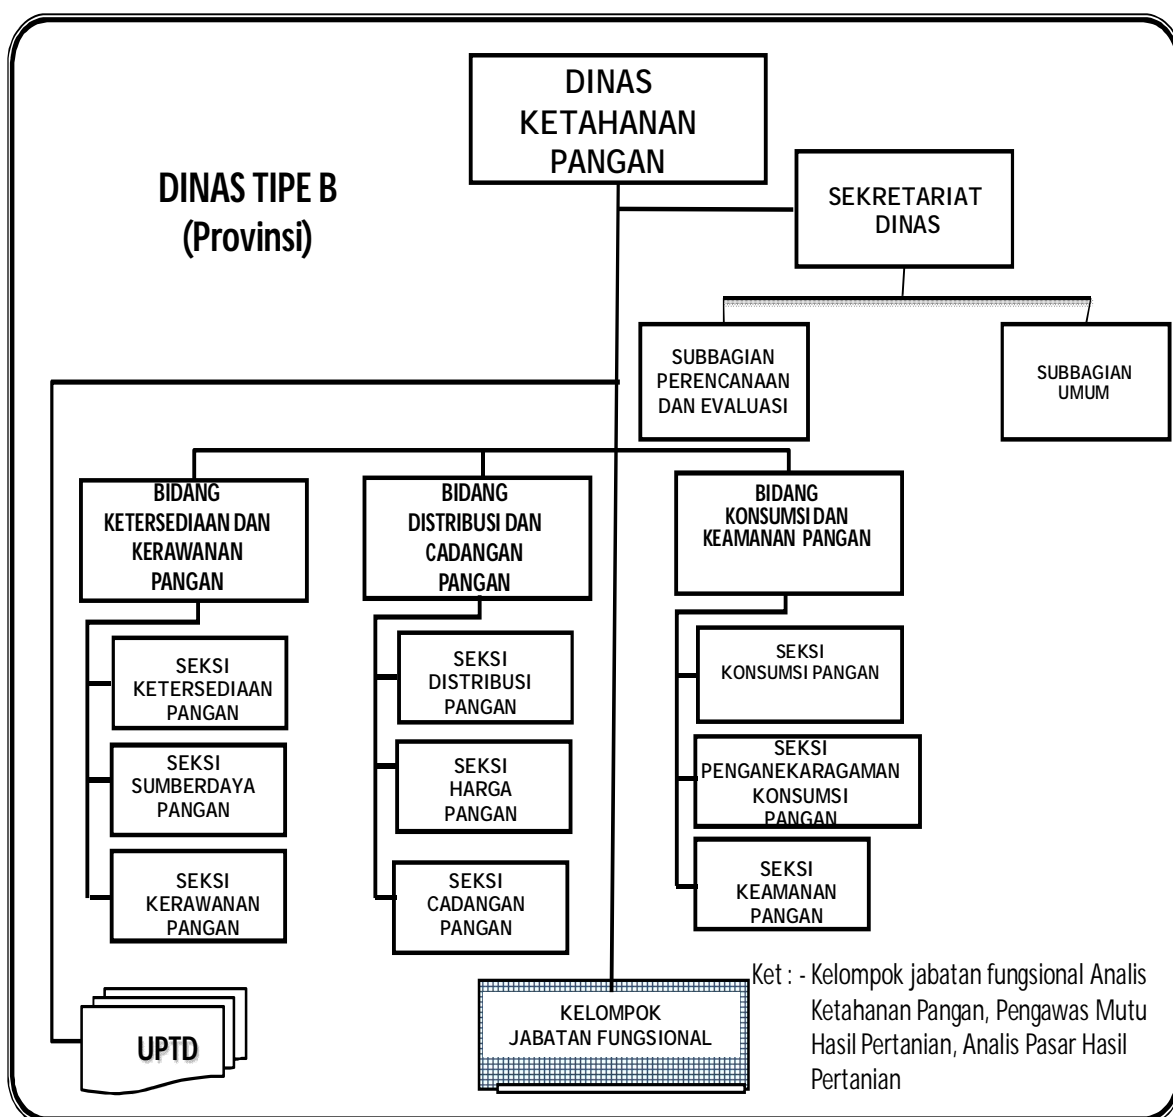 DINAS
KETAHANAN
PANGAN
DINAS TIPE B
(Provinsi)
SEKRETARIAT
DINAS
SUBBAGIAN
PERENCANAAN
DAN EVALUASI
SUBBAGIAN
UMUM
BIDANG
KETERSEDIAAN DAN
KERAWANAN
PANGAN
BIDANG
DISTRIBUSI DAN
CADANGAN
PANGAN
BIDANG
KONSUMSI DAN
KEAMANAN PANGAN
SEKSI
KETERSEDIAAN
PANGAN
SEKSI
DISTRIBUSI
PANGAN
SEKSI
KONSUMSI PANGAN
SEKSI
SUMBERDAYA
PANGAN
SEKSI
HARGA
PANGAN
SEKSI
PENGANEKARAGAMAN
KONSUMSI
PANGAN
SEKSI
KERAWANAN
PANGAN
SEKSI
CADANGAN
PANGAN
SEKSI
KEAMANAN
PANGAN
UPTD
KELOMPOK
JABATAN FUNGSIONAL
Ket : - Kelompok jabatan fungsional Analis
Ketahanan Pangan, Pengawas Mutu
Hasil Pertanian, Analis Pasar Hasil
Pertanian